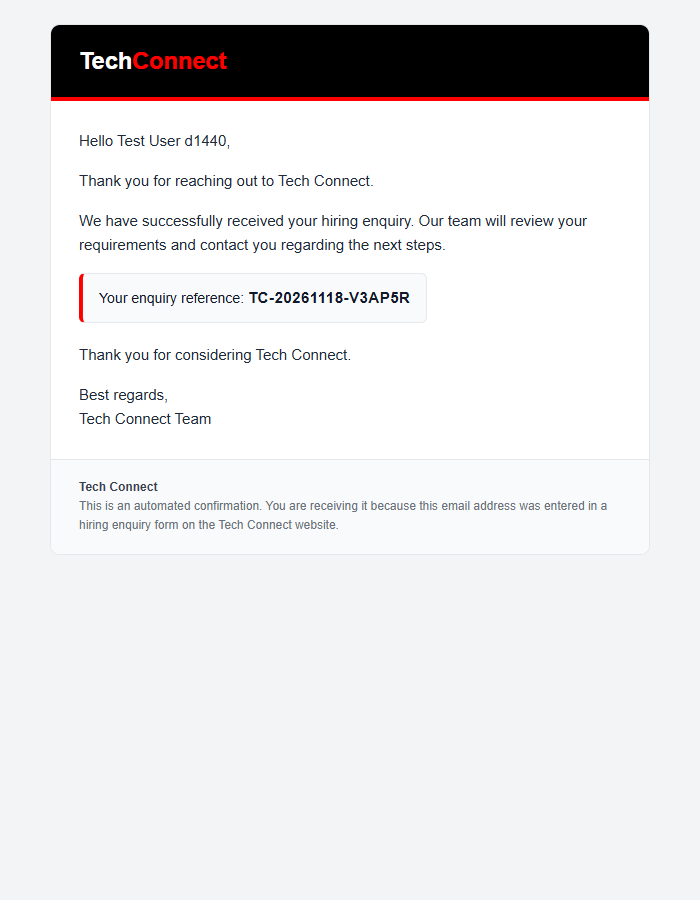 TechConnect
Hello Test User d1440,
Thank you for reaching out to Tech Connect.
We have successfully received your hiring enquiry. Our team will review your
requirements and contact you regarding the next steps.
Your enquiry reference: TC-20261118-V3AP5R
Thank you for considering Tech Connect.
Best regards,
Tech Connect Team
Tech Connect
This is an automated confirmation. You are receiving it because this email address was entered in a
hiring enquiry form on the Tech Connect website.